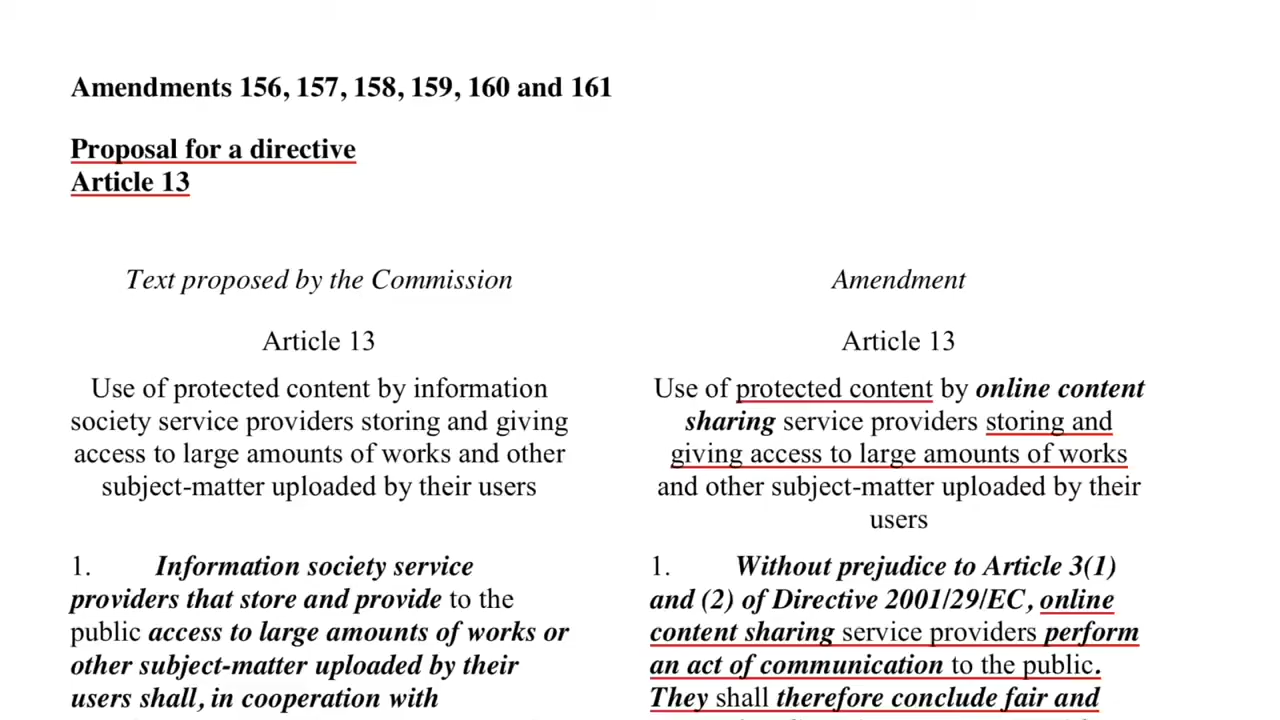 Amendments 156, 157, 158, 159, 160 and 161
Proposal for a directive
Article 13
Text proposed by the Commission
Article 13
Use of protected content by information
society service providers storing and giving
access to large amounts of works and other
subject-matter uploaded by their users
1. Information society service
providers that store and provide to the
public access to large amounts of works or
other subject-matter uploaded by their
users shall, in cooperation with
Amendment
Article 13
Use of protected content by online content
sharing service providers storing and
giving access to large amounts of works
and other subject-matter uploaded by their
users
1. Without prejudice to Article 3(1)
and (2) of Directive 2001/29/EC, online
content sharing service providers perform
an act of communication to the public.
They shall therefore conclude fair and